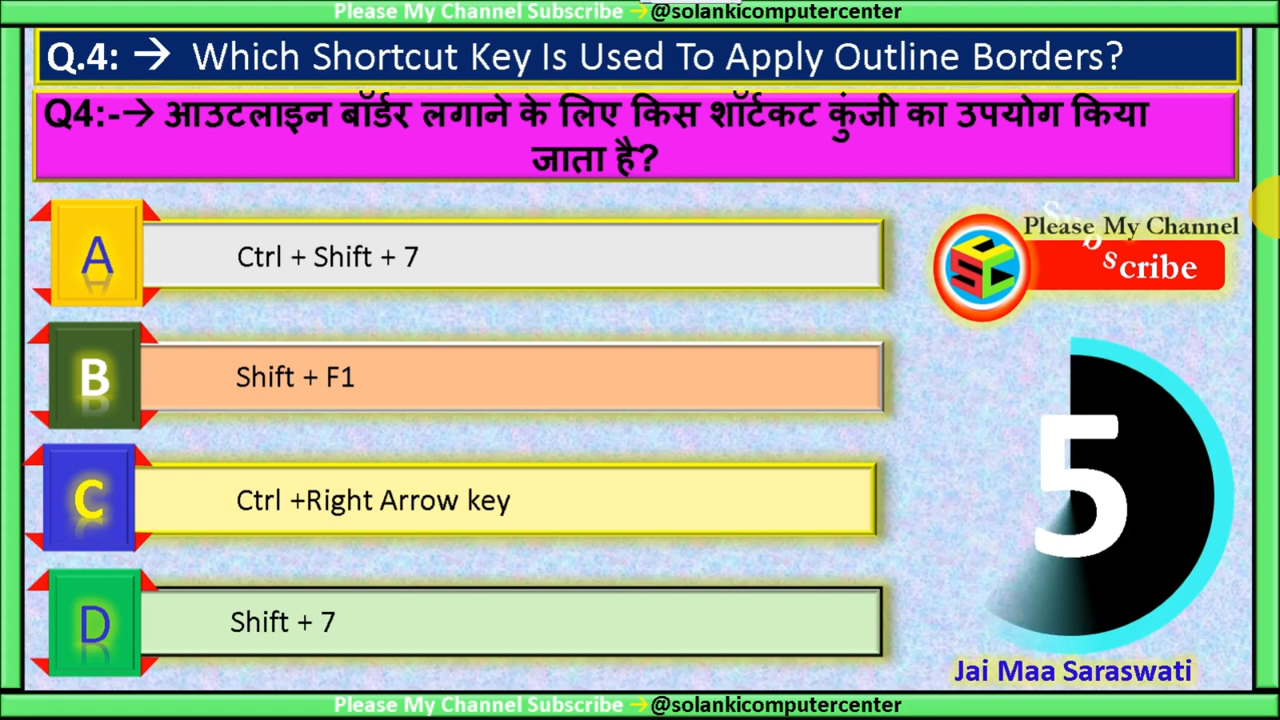 Please My Channel Subscribe →@solankicomputercenter
Q.4: → Which Shortcut Key Is Used To Apply Outline Borders?
Q4:-→ आउटलाइन बॉर्डर लगाने के लिए किस शॉर्टकट कुंजी का उपयोग किया
जाता है?
A Ctrl + Shift + 7
Please My Channel
Subscribe
B Shift + F1
5
C Ctrl +Right Arrow key
D Shift + 7
Jai Maa Saraswati
Please My Channel Subscribe →@solankicomputercenter